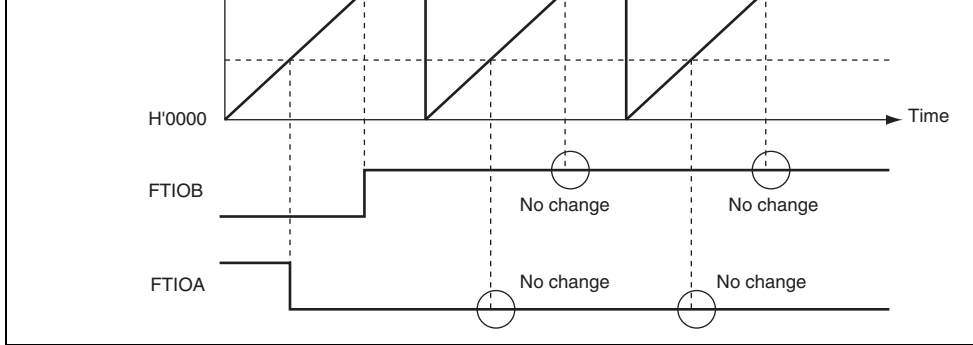 H'0000
Time
FTIOB
No change
No change
FTIOA
No change
No change